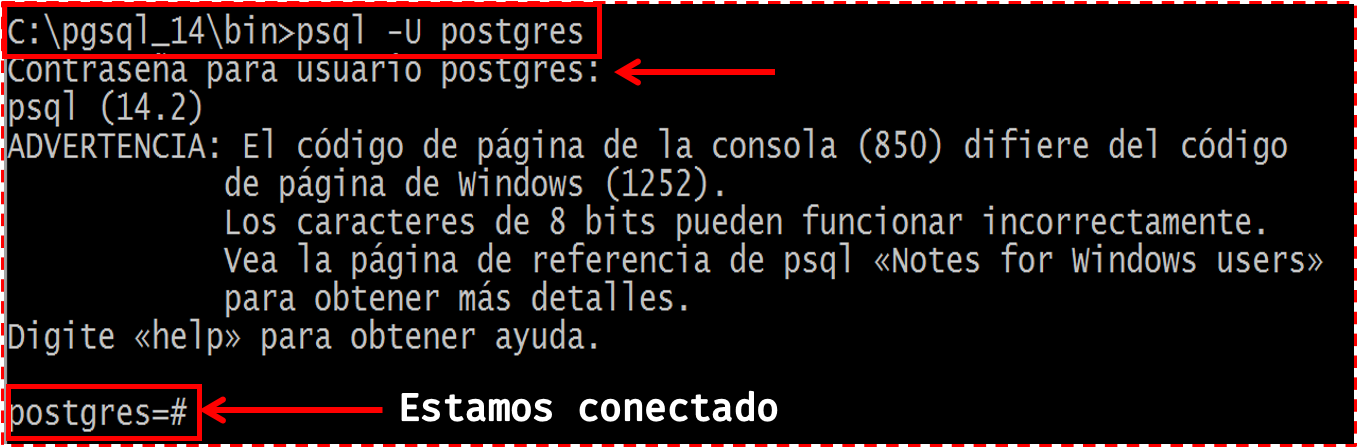 C:\pgsql_14\bin>psql -U postgres
Contraseña para usuario postgres:
psql (14.2)
ADVERTENCIA: El código de página de la consola (850) difiere del código
de página de Windows (1252).
Los caracteres de 8 bits pueden funcionar incorrectamente.
Vea la página de referencia de psql «Notes for Windows users»
para obtener más detalles.
Digite «help» para obtener ayuda.
postgres=# Estamos conectado